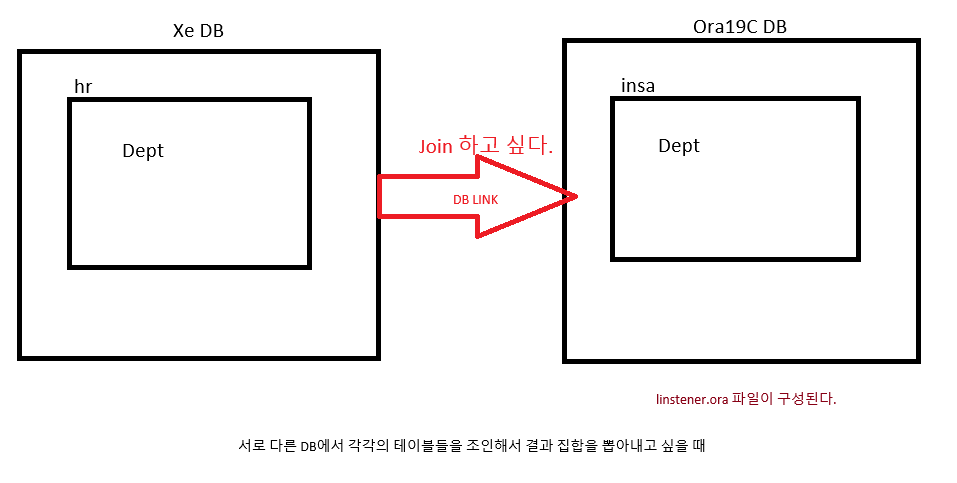 Xe DB
Ora19C DB
hr
insa
Dept
Join 하고 싶다.
Dept
DB LINK
linstener.ora 파일이 구성된다.
서로 다른 DB에서 각각의 테이블들을 조인해서 결과 집합을 뽑아내고 싶을 때